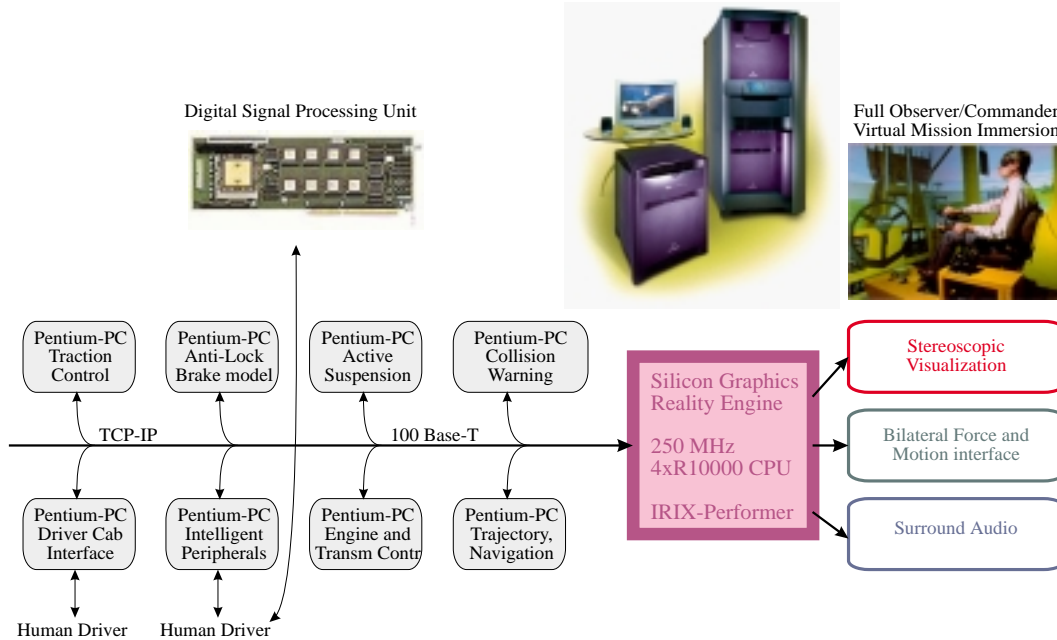 Digital Signal Processing Unit
Full Observer/Commander
Virtual Mission Immersion
Pentium-PC
Traction
Control
Pentium-PC
Anti-Lock
Brake model
Pentium-PC
Active
Suspension
Pentium-PC
Collision
Warning
TCP-IP
100 Base-T
Pentium-PC
Driver Cab
Interface
Pentium-PC
Intelligent
Peripherals
Pentium-PC
Engine and
Transm Contr
Pentium-PC
Trajectory,
Navigation
Human Driver
Human Driver
Silicon Graphics
Reality Engine
250 MHz
4xR10000 CPU
IRIX-Performer
Stereoscopic
Visualization
Bilateral Force and
Motion interface
Surround Audio